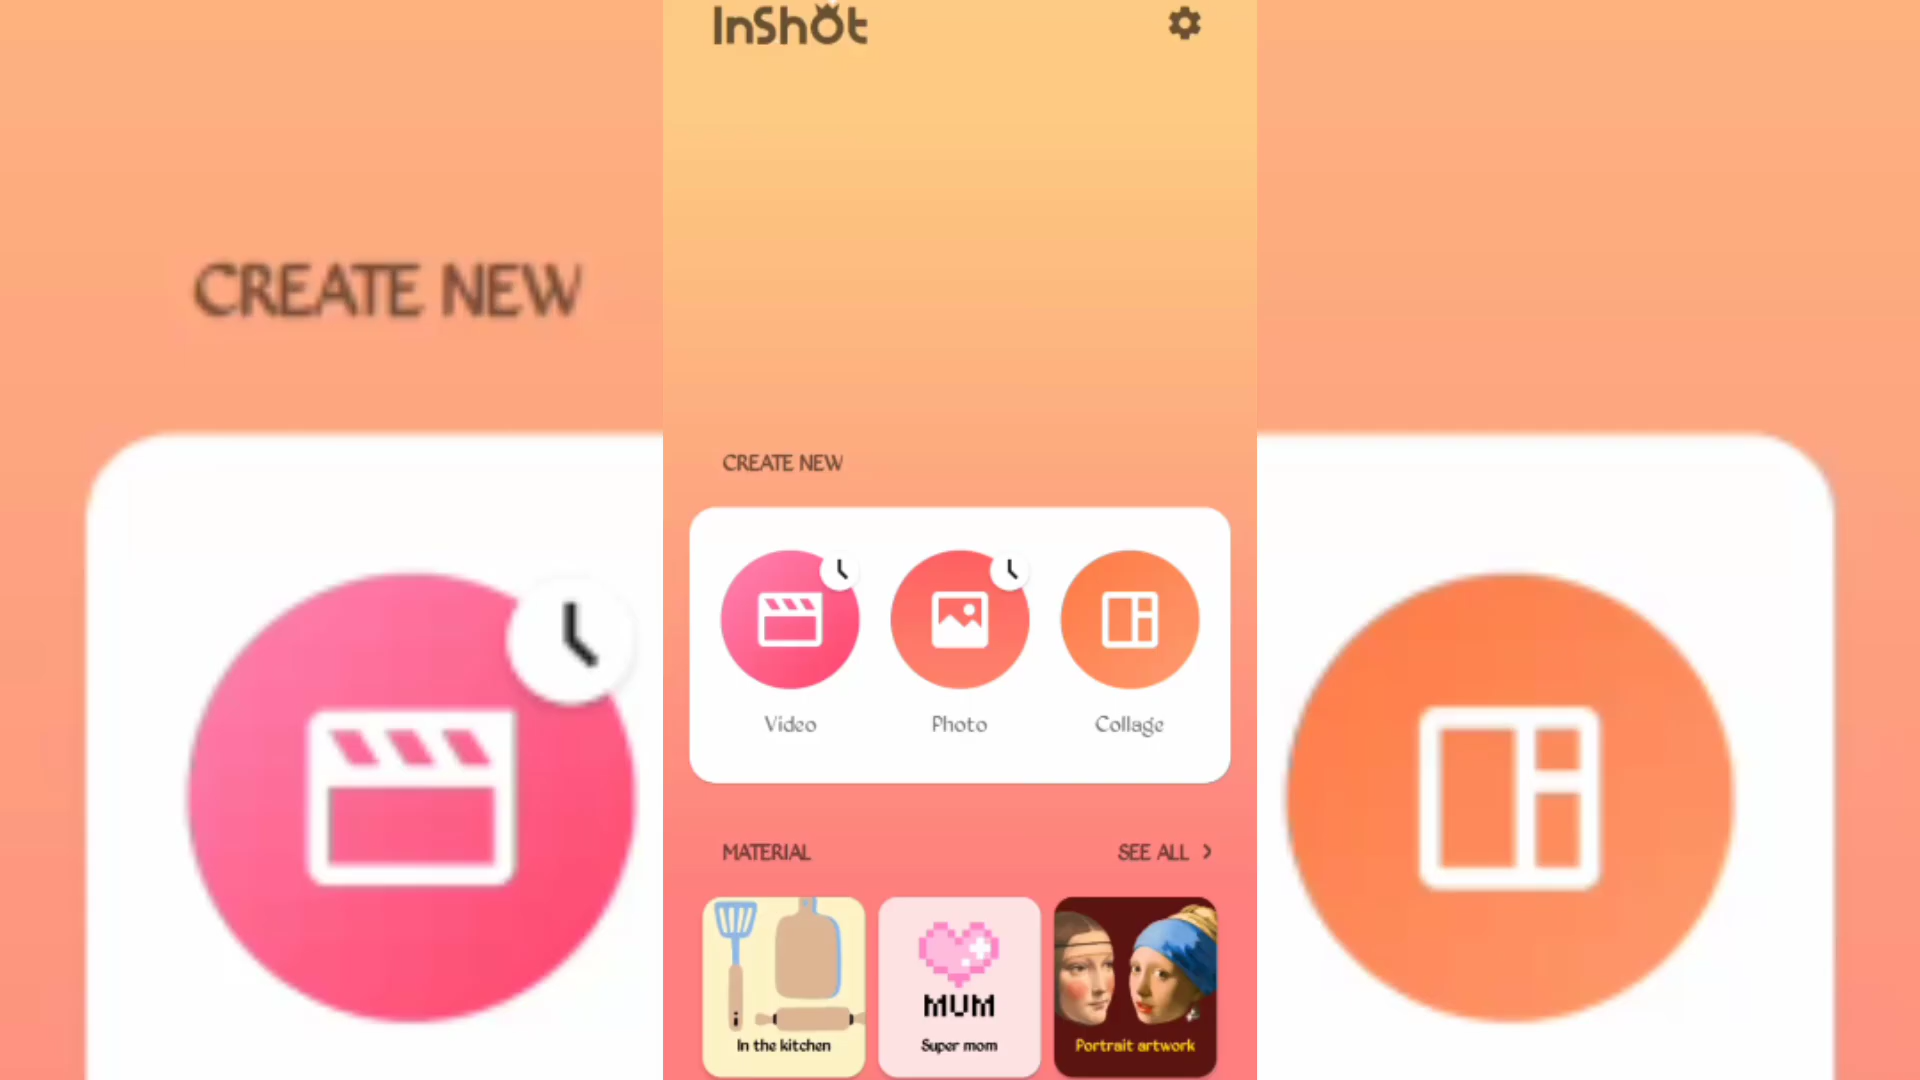 InShot
CREATE NEW
CREATE NEW
Video
Photo
Collage
MATERIAL
SEE ALL
MUM
In the kitchen
Super mom
Portrait artwork